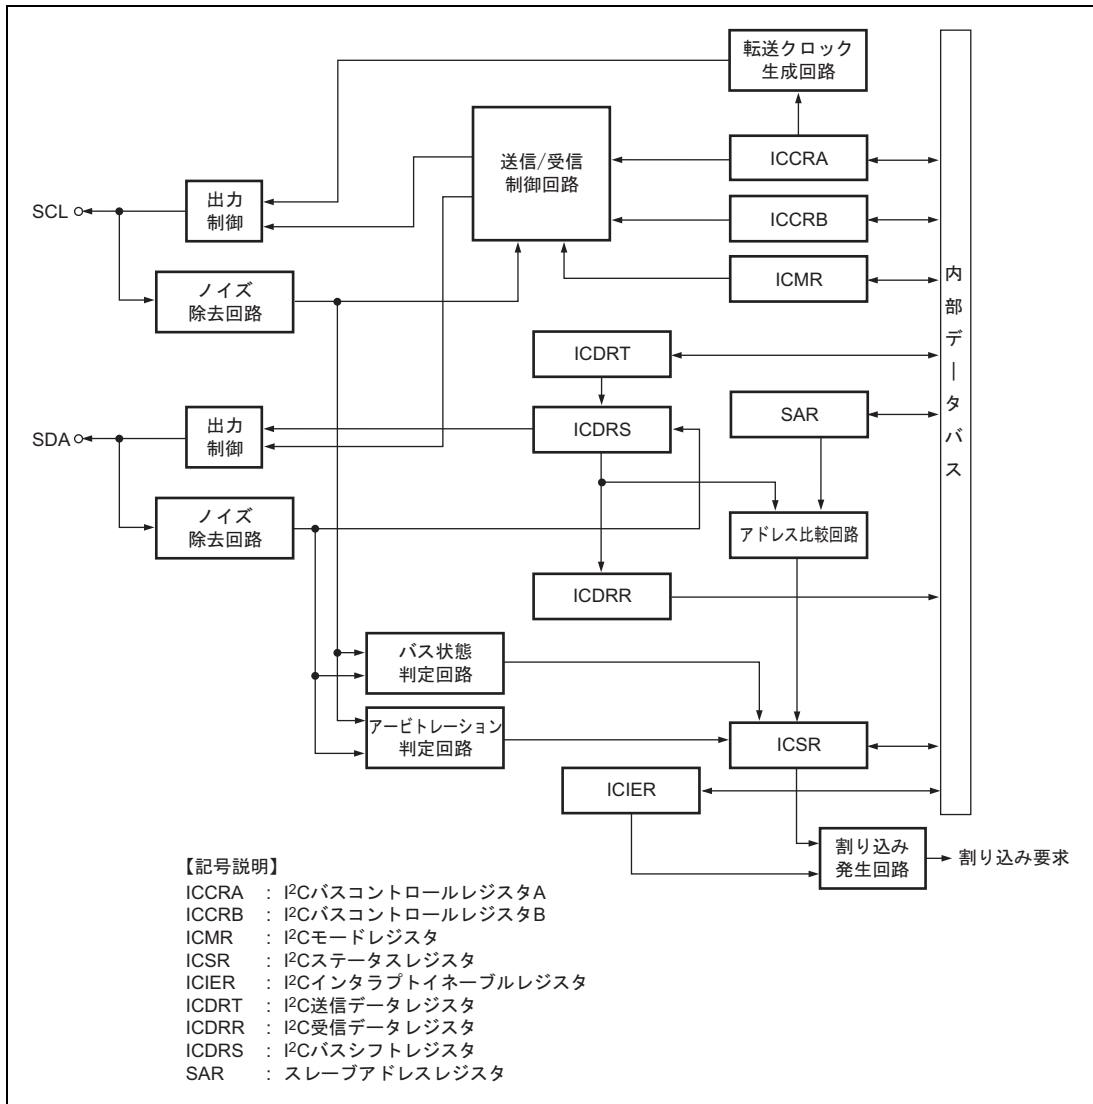 転送クロック
生成回路
送信/受信
制御回路
ICCRA
出力
制御
SCL
ICCRB
ICMR
内部データバス
ノイズ
除去回路
ICDRT
SAR
出力
制御
SDA
ICDRS
ノイズ
除去回路
アドレス比較回路
ICDRR
バス状態
判定回路
アービトレーション
判定回路
ICSR
ICIER
割り込み
発生回路
割り込み要求
【記号説明】
ICCRA : I²CバスコントロールレジスタA
ICCRB : I²CバスコントロールレジスタB
ICMR : I²Cモードレジスタ
ICSR : I²Cステータスレジスタ
ICIER : I²Cインタラプトイネーブルレジスタ
ICDRT : I²C送信データレジスタ
ICDRR : I²C受信データレジスタ
ICDRS : I²Cバスシフトレジスタ
SAR : スレーブアドレスレジスタ